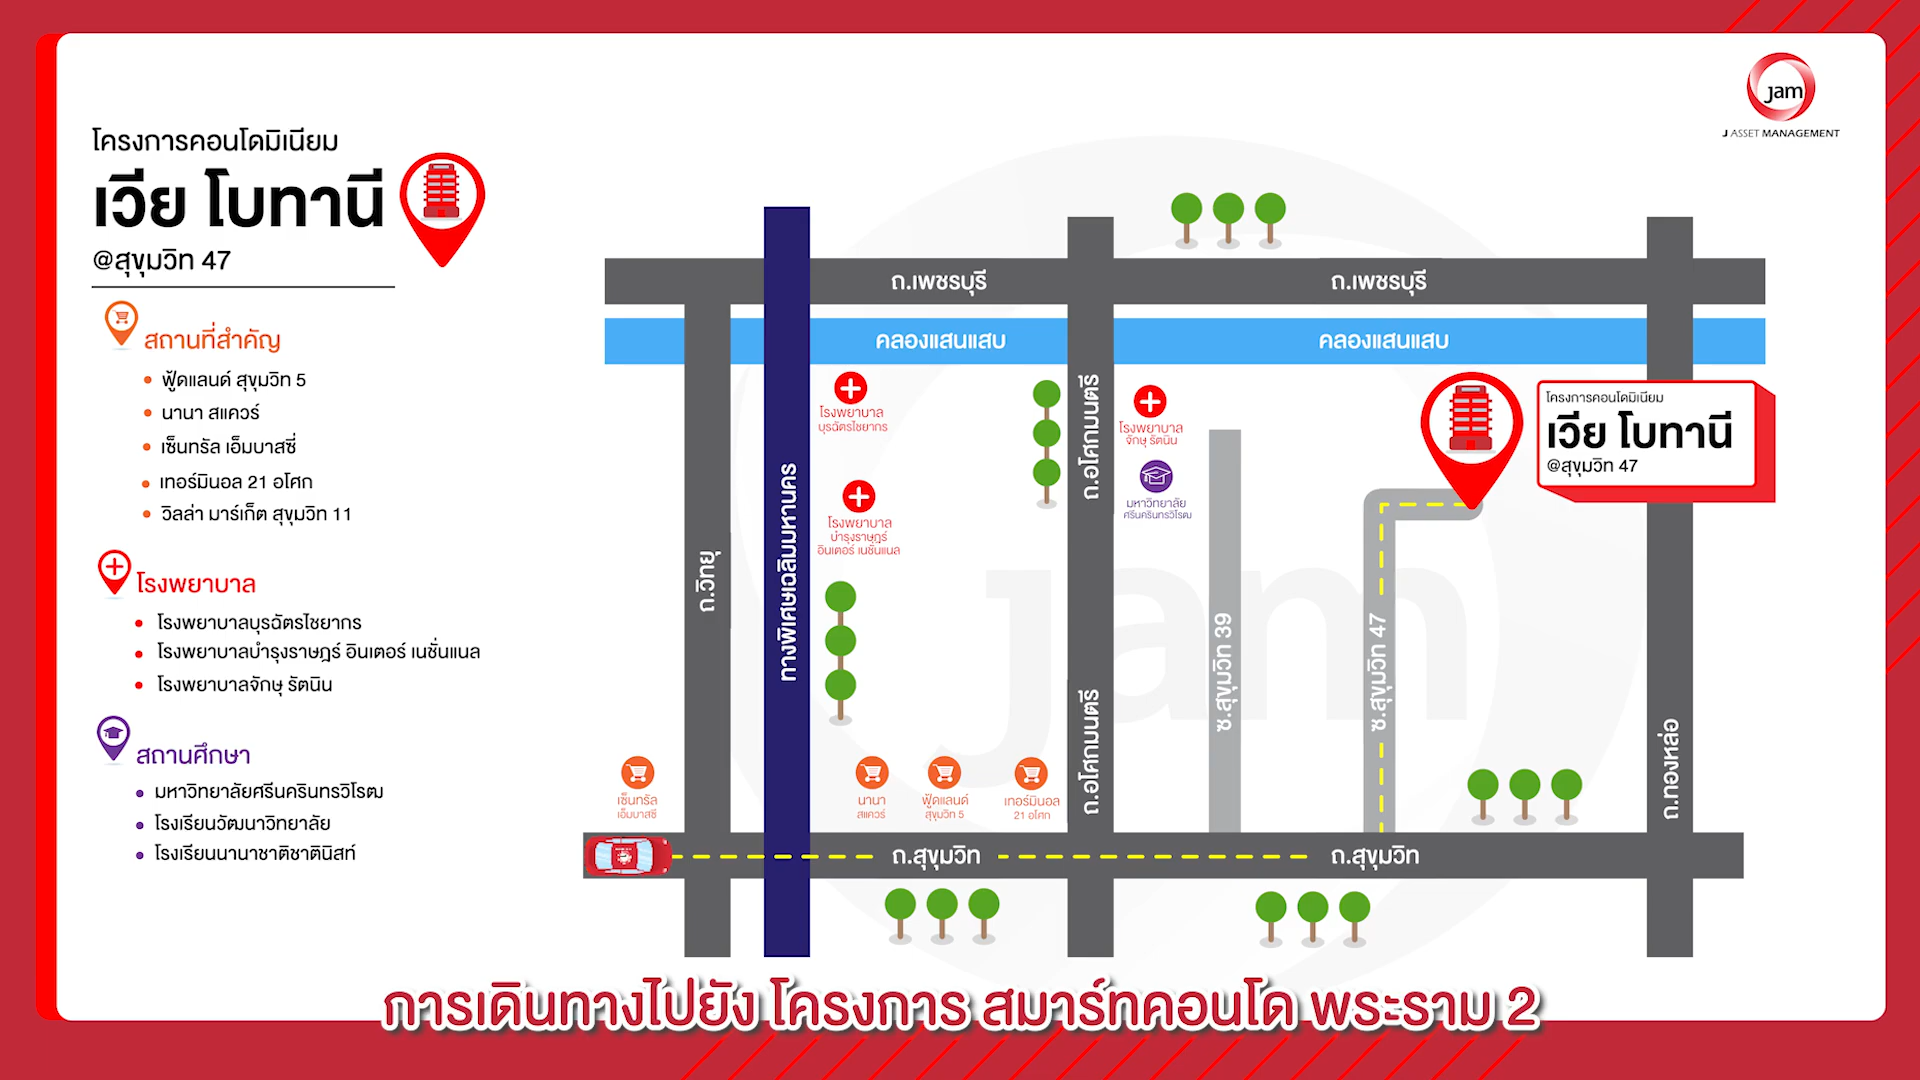 jam
J ASSET MANAGEMENT
โครงการคอนโดมิเนียม
เวีย โบทานี
@สุขุมวิท 47
สถานที่สำคัญ
ฟู้ดแลนด์ สุขุมวิท 5
นานา สแควร์
เซ็นทรัล เอ็มบาสซี่
เทอร์มินอล 21 อโศก
วิลล่า มาร์เก็ต สุขุมวิท 11
โรงพยาบาล
โรงพยาบาลบุรฉัตรไชยากร
โรงพยาบาลบำรุงราษฎร์ อินเตอร์ เนชั่นแนล
โรงพยาบาลจักษุ รัตนิน
สถานศึกษา
มหาวิทยาลัยศรีนครินทรวิโรฒ
โรงเรียนวัฒนาวิทยาลัย
โรงเรียนนานาชาติชาตินิสท์
ถ.เพชรบุรี
ถ.เพชรบุรี
คลองแสนแสบ
คลองแสนแสบ
โรงพยาบาล
บุรฉัตรไชยากร
โรงพยาบาล
บำรุงราษฎร์
อินเตอร์ เนชั่นแนล
โรงพยาบาล
จักษุ รัตนิน
มหาวิทยาลัย
ศรีนครินทรวิโรฒ
โครงการคอนโดมิเนียม
เวีย โบทานี
@สุขุมวิท 47
ถ.วิทยุ
ทางพิเศษเฉลิมมหานคร
ถ.อโศกมนตรี
ถ.อโศกมนตรี
ซ.สุขุมวิท 39
ซ.สุขุมวิท 47
ถ.ทองหล่อ
เซ็นทรัล
เอ็มบาสซี
นานา
สแควร์
ฟู้ดแลนด์
สุขุมวิท 5
เทอร์มินอล
21 อโศก
ถ.สุขุมวิท
ถ.สุขุมวิท
jam
การเดินทางไปยัง โครงการ สมาร์ทคอนโด พระราม 2